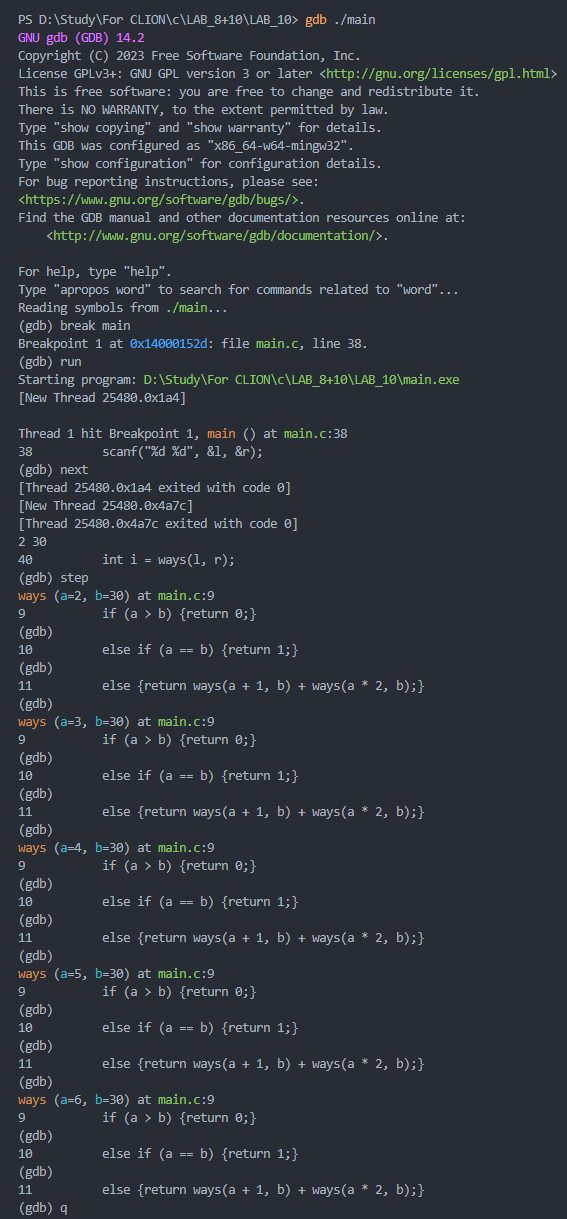 PS D:\Study\For CLION\c\LAB_8+10\LAB_10> gdb ./main
GNU gdb (GDB) 14.2
Copyright (C) 2023 Free Software Foundation, Inc.
License GPLv3+: GNU GPL version 3 or later <http://gnu.org/licenses/gpl.html>
This is free software: you are free to change and redistribute it.
There is NO WARRANTY, to the extent permitted by law.
Type "show copying" and "show warranty" for details.
This GDB was configured as "x86_64-w64-mingw32".
Type "show configuration" for configuration details.
For bug reporting instructions, please see:
<https://www.gnu.org/software/gdb/bugs/>.
Find the GDB manual and other documentation resources online at:
    <http://www.gnu.org/software/gdb/documentation/>.

For help, type "help".
Type "apropos word" to search for commands related to "word"...
Reading symbols from ./main...
(gdb) break main
Breakpoint 1 at 0x14000152d: file main.c, line 38.
(gdb) run
Starting program: D:\Study\For CLION\c\LAB_8+10\LAB_10\main.exe
[New Thread 25480.0x1a4]

Thread 1 hit Breakpoint 1, main () at main.c:38
38          scanf("%d %d", &l, &r);
(gdb) next
[Thread 25480.0x1a4 exited with code 0]
[New Thread 25480.0x4a7c]
[Thread 25480.0x4a7c exited with code 0]
2 30
40          int i = ways(l, r);
(gdb) step
ways (a=2, b=30) at main.c:9
9           if (a > b) {return 0;}
(gdb)
10          else if (a == b) {return 1;}
(gdb)
11          else {return ways(a + 1, b) + ways(a * 2, b);}
(gdb)
ways (a=3, b=30) at main.c:9
9           if (a > b) {return 0;}
(gdb)
10          else if (a == b) {return 1;}
(gdb)
11          else {return ways(a + 1, b) + ways(a * 2, b);}
(gdb)
ways (a=4, b=30) at main.c:9
9           if (a > b) {return 0;}
(gdb)
10          else if (a == b) {return 1;}
(gdb)
11          else {return ways(a + 1, b) + ways(a * 2, b);}
(gdb)
ways (a=5, b=30) at main.c:9
9           if (a > b) {return 0;}
(gdb)
10          else if (a == b) {return 1;}
(gdb)
11          else {return ways(a + 1, b) + ways(a * 2, b);}
(gdb)
ways (a=6, b=30) at main.c:9
9           if (a > b) {return 0;}
(gdb)
10          else if (a == b) {return 1;}
(gdb)
11          else {return ways(a + 1, b) + ways(a * 2, b);}
(gdb) q